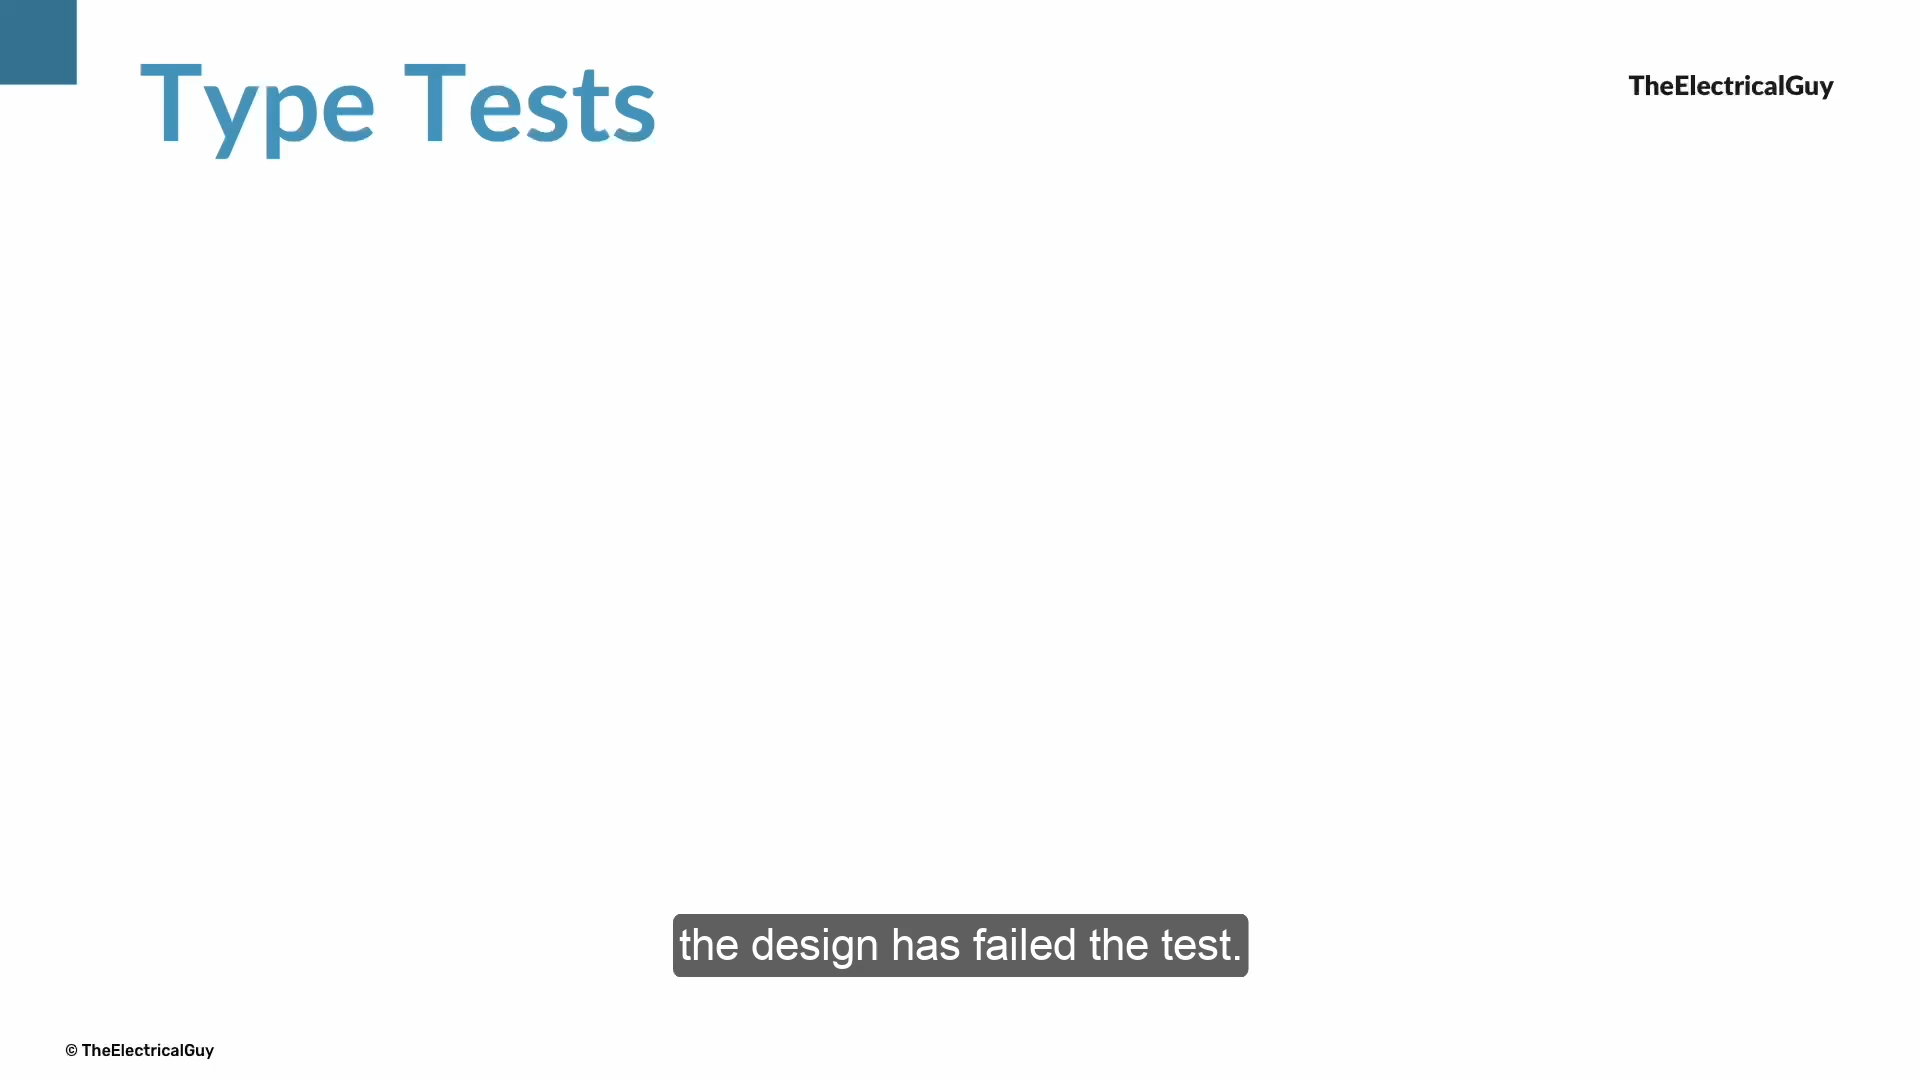 Type Tests
TheElectricalGuy
the design has failed the test.
© TheElectricalGuy